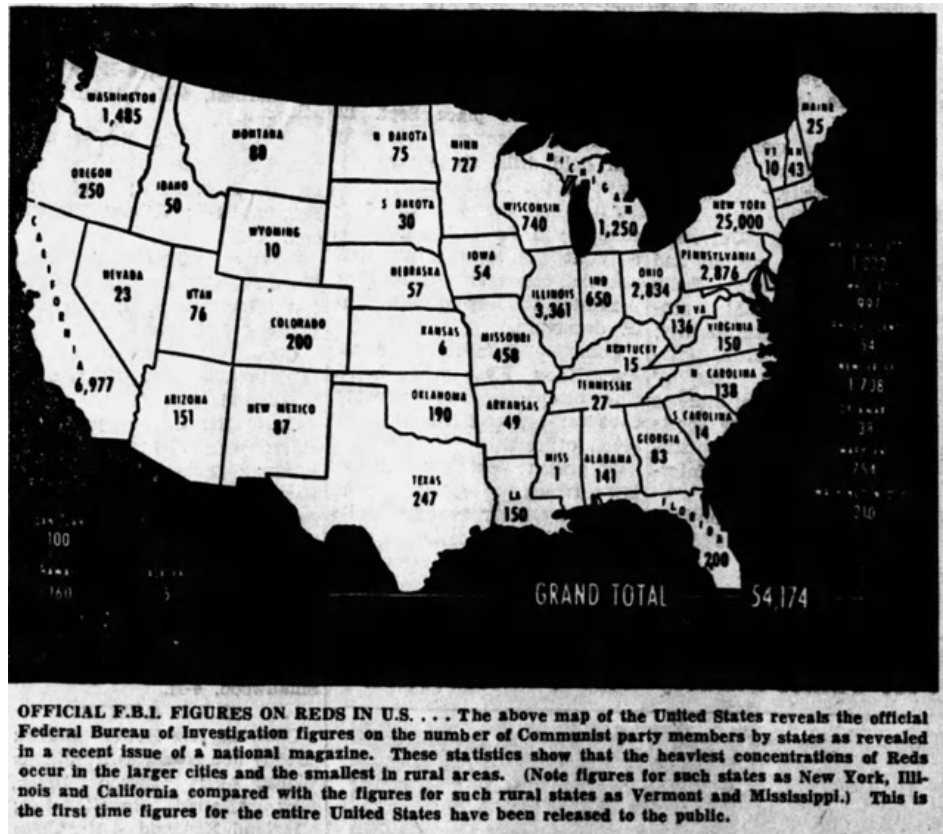 WASHINGTON
1,485
OREGON
250
CALIFORNIA
6,977
IDAHO
50
NEVADA
23
MONTANA
80
WYOMING
10
UTAH
76
ARIZONA
151
COLORADO
200
NEW MEXICO
87
N DAKOTA
75
S DAKOTA
30
NEBRASKA
57
KANSAS
6
OKLAHOMA
190
TEXAS
247
MINN
727
IOWA
54
MISSOURI
458
ARKANSAS
49
LA
150
WISCONSIN
740
ILLINOIS
3,361
MICHIGAN
1,250
IND
650
OHIO
2,834
KENTUCKY
15
TENNESSEE
27
MISS
1
ALABAMA
141
GEORGIA
83
FLORIDA
200
S CAROLINA
14
N CAROLINA
138
VIRGINIA
150
W VA
136
PENNSYLVANIA
2,876
NEW YORK
25,000
VT
10
NH
43
MAINE
25
100
160
5
GRAND TOTAL 54,174
OFFICIAL F.B.I. FIGURES ON REDS IN U.S. . . . The above map of the United States reveals the official
Federal Bureau of Investigation figures on the number of Communist party members by states as revealed
in a recent issue of a national magazine. These statistics show that the heaviest concentrations of Reds
occur in the larger cities and the smallest in rural areas. (Note figures for such states as New York, Illi-
nois and California compared with the figures for such rural states as Vermont and Mississippi.) This is
the first time figures for the entire United States have been released to the public.